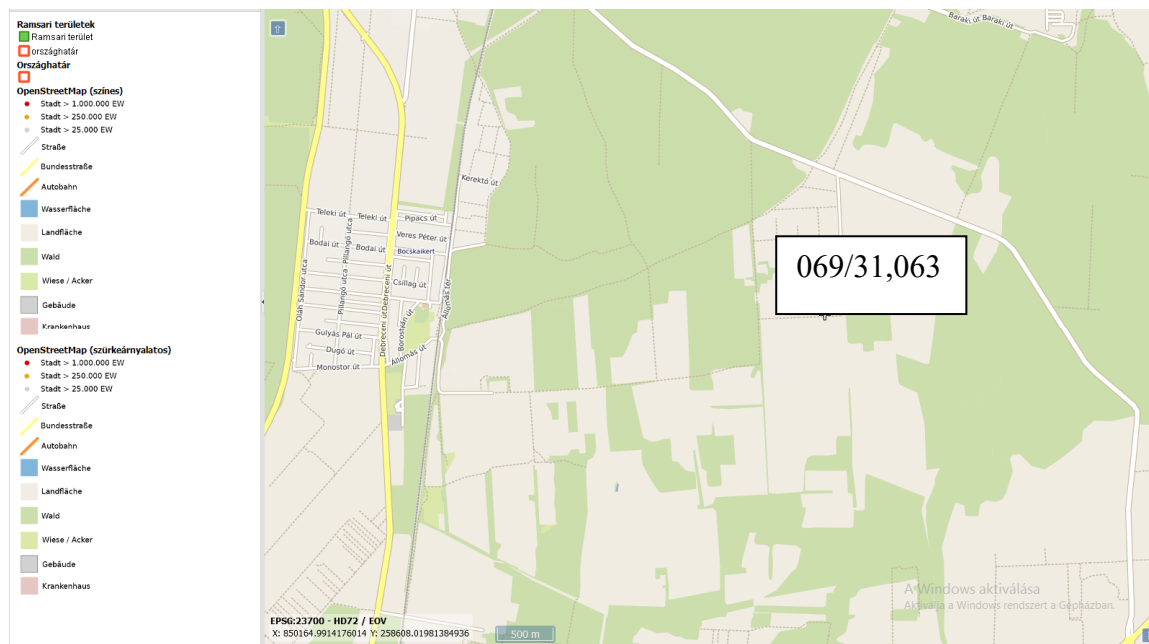 Ramsari területek
Ramsari terület
országhatár
Országhatár
OpenStreetMap (színes)
Stadt > 1.000.000 EW
Stadt > 250.000 EW
Stadt > 25.000 EW
Straße
Bundesstraße
Autobahn
Wasserfläche
Landfläche
Wald
Wiese / Acker
Gebäude
Krankenhaus
OpenStreetMap (szürkeárnyalatos)
Stadt > 1.000.000 EW
Stadt > 250.000 EW
Stadt > 25.000 EW
Straße
Bundesstraße
Autobahn
Wasserfläche
Landfläche
Wald
Wiese / Acker
Gebäude
Krankenhaus
Baraki út Baraki út
Kerektó út
Teleki út Teleki út Pipacs út
Veres Péter út
Bodai út Bodai út Bocskaikert
Pillangó utca Pillangó utca
Oláh Sándor utca
Csillag út
Állomás tér
Debreceni út Debreceni út
Borostyán út
Gulyás Pál út
Dugó út
Állomás út
Monostor út
069/31,063
A Windows aktiválása
Aktiválja a Windows rendszert a Gépházban.
EPSG:23700 - HD72 / EOV
X: 850164.9914176014 Y: 258608.01981384936
500 m